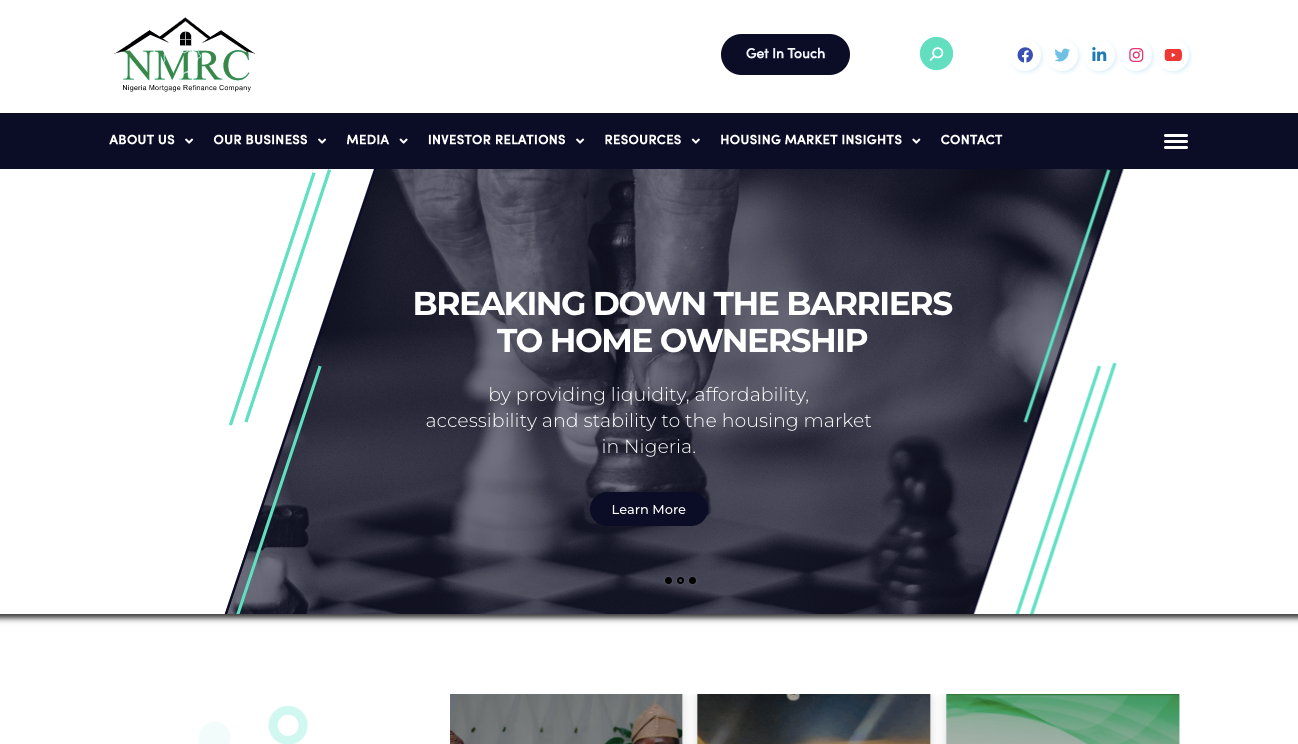 NMRC
Nigeria Mortgage Refinance Company
Get In Touch
ABOUT US
OUR BUSINESS
MEDIA
INVESTOR RELATIONS
RESOURCES
HOUSING MARKET INSIGHTS
CONTACT
BREAKING DOWN THE BARRIERS
TO HOME OWNERSHIP
by providing liquidity, affordability,
accessibility and stability to the housing market
in Nigeria.
Learn More